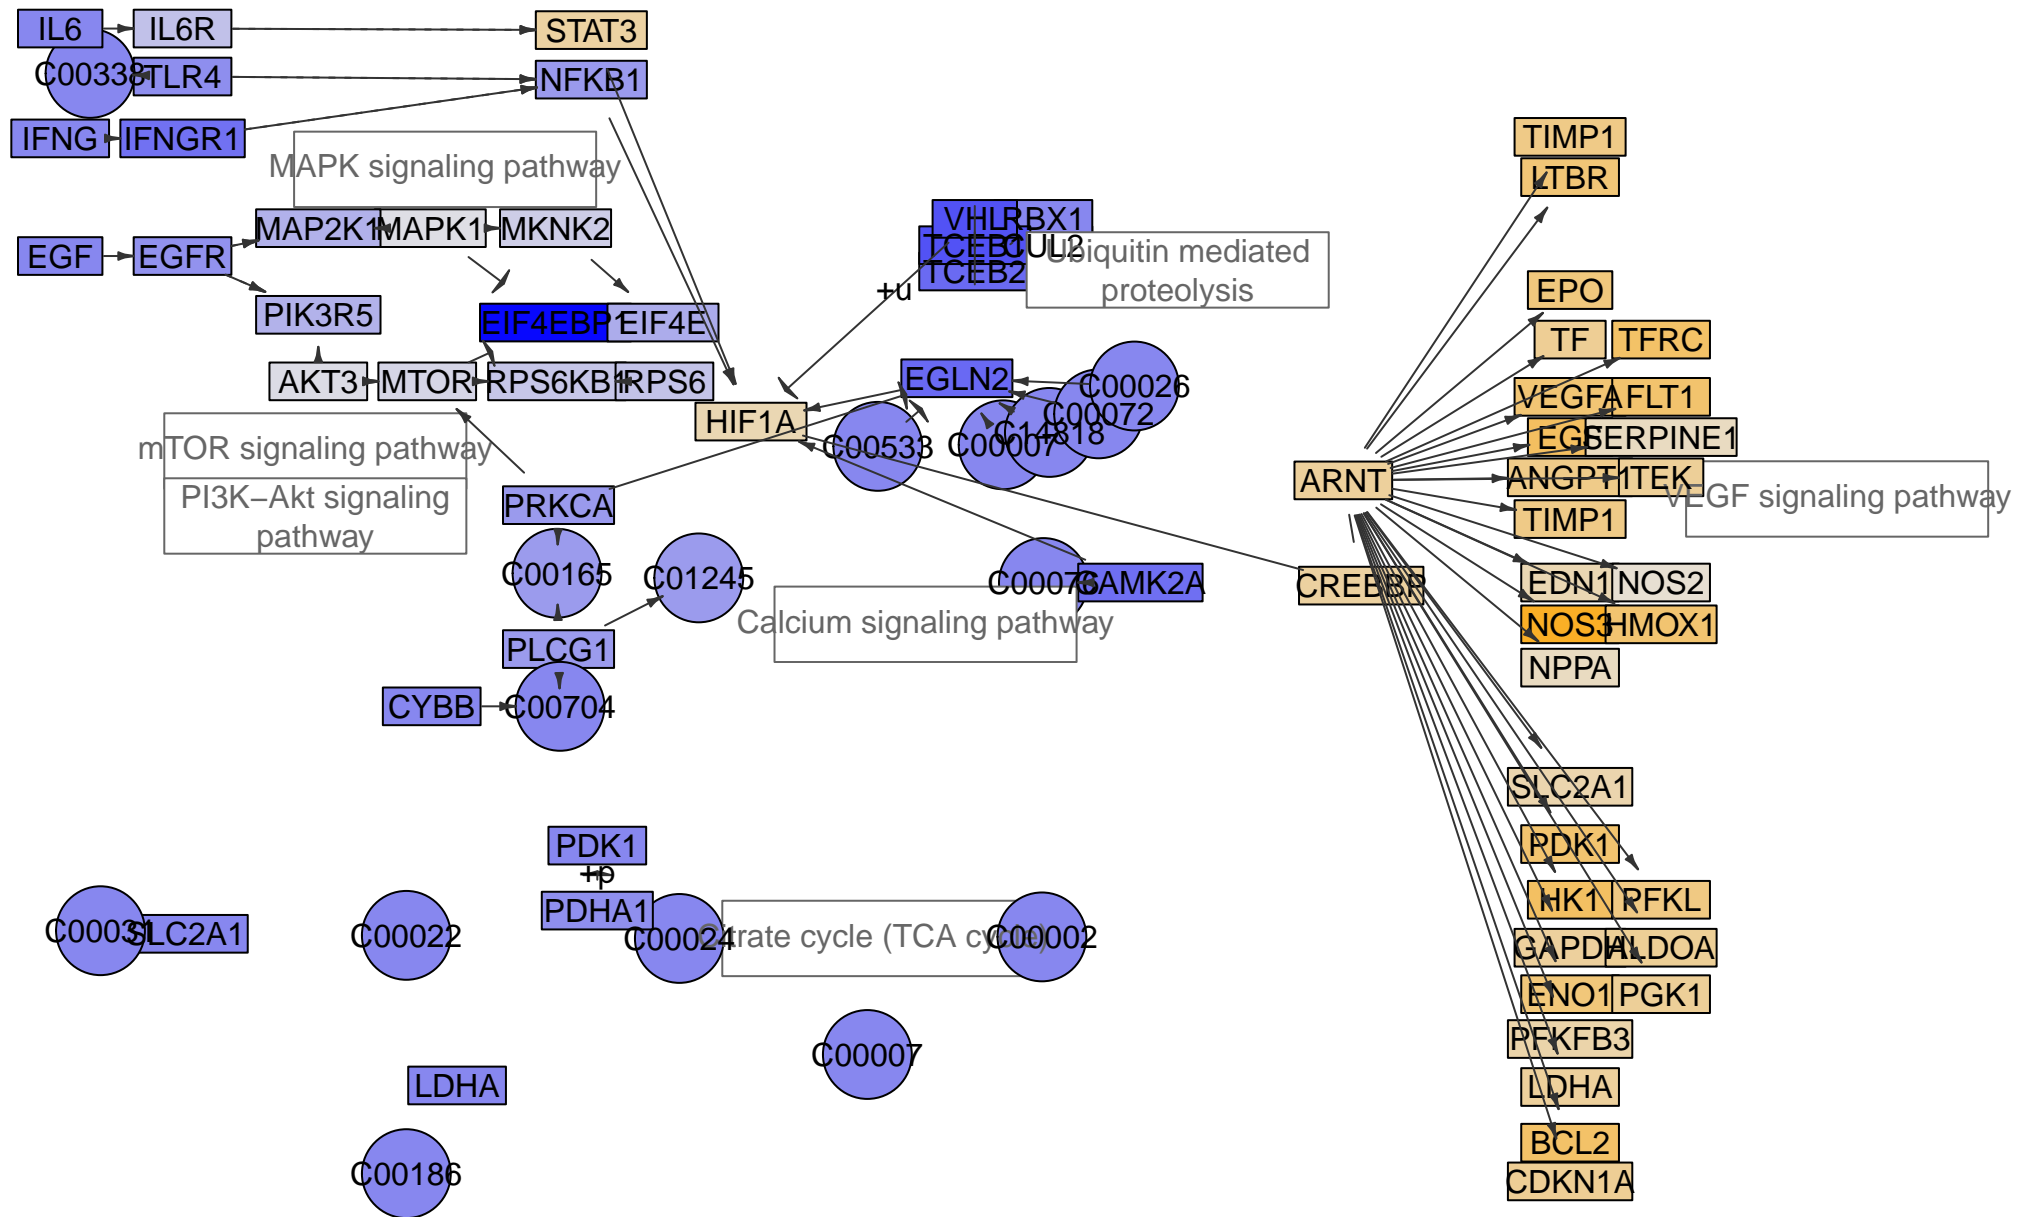 IL6
IL6R
STAT3
C00338
TLR4
NFKB1
IFNG
IFNGR1
MAPK signaling pathway
MAP2K1
MAPK1
MKNK2
EGF
EGFR
PIK3R5
EIF4EBP1
EIF4E
AKT3
MTOR
RPS6KB1
RPS6
mTOR signaling pathway
PI3K–Akt signaling
pathway
HIF1A
VHL
RBX1
TCEB1
CUL2
TCEB2
Ubiquitin mediated
proteolysis
+u
EGLN2
C00026
C00072
C14818
C00007
C00533
PRKCA
C00165
C01245
PLCG1
CYBB
C00704
C00076
CAMK2A
Calcium signaling pathway
ARNT
CREBBP
TIMP1
LTBR
EPO
TF
TFRC
VEGFA
FLT1
EGF
SERPINE1
ANGPT1
TEK
VEGF signaling pathway
TIMP1
EDN1
NOS2
NOS3
HMOX1
NPPA
SLC2A1
PDK1
HK1
PFKL
GAPDH
ALDOA
ENO1
PGK1
PFKFB3
LDHA
BCL2
CDKN1A
PDK1
+p
PDHA1
C00031
SLC2A1
C00022
C00024
Citrate cycle (TCA cycle)
C00002
C00007
LDHA
C00186